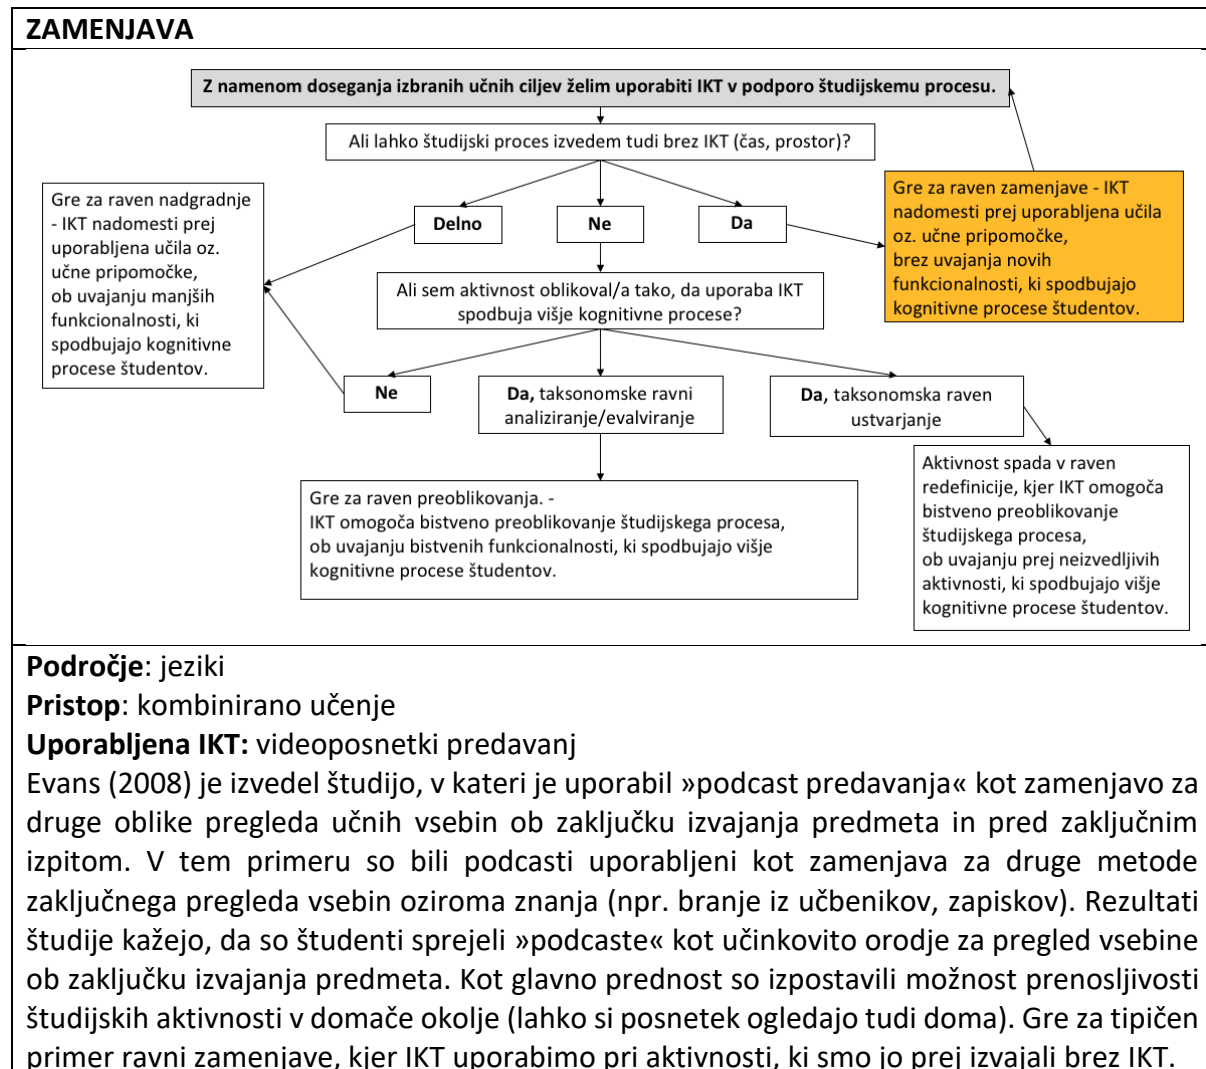 ZAMENJAVA
Z namenom doseganja izbranih učnih ciljev želim uporabiti IKT v podporo študijskemu procesu.
Ali lahko študijski proces izvedem tudi brez IKT (čas, prostor)?
Gre za raven nadgradnje
- IKT nadomesti prej
uporabljena učila oz.
učne pripomočke,
ob uvajanju manjših
funkcionalnosti, ki
spodbujajo kognitivne
procese študentov.
Delno
Ne
Da
Gre za raven zamenjave - IKT
nadomesti prej uporabljena učila
oz. učne pripomočke,
brez uvajanja novih
funkcionalnosti, ki spodbujajo
kognitivne procese študentov.
Ali sem aktivnost oblikoval/a tako, da uporaba IKT
spodbuja višje kognitivne procese?
Ne
Da, taksonomske ravni
analiziranje/evalviranje
Da, taksonomska raven
ustvarjanje
Gre za raven preoblikovanja. -
IKT omogoča bistveno preoblikovanje študijskega procesa,
ob uvajanju bistvenih funkcionalnosti, ki spodbujajo višje
kognitivne procese študentov.
Aktivnost spada v raven
redefinicije, kjer IKT omogoča
bistveno preoblikovanje
študijskega procesa,
ob uvajanju prej neizvedljivih
aktivnosti, ki spodbujajo višje
kognitivne procese študentov.
Področje: jeziki
Pristop: kombinirano učenje
Uporabljena IKT: videoposnetki predavanj
Evans (2008) je izvedel študijo, v kateri je uporabil »podcast predavanja« kot zamenjavo za
druge oblike pregleda učnih vsebin ob zaključku izvajanja predmeta in pred zaključnim
izpitom. V tem primeru so bili podcasti uporabljeni kot zamenjava za druge metode
zaključnega pregleda vsebin oziroma znanja (npr. branje iz učbenikov, zapiskov). Rezultati
študije kažejo, da so študenti sprejeli »podcaste« kot učinkovito orodje za pregled vsebine
ob zaključku izvajanja predmeta. Kot glavno prednost so izpostavili možnost prenosljivosti
študijskih aktivnosti v domače okolje (lahko si posnetek ogledajo tudi doma). Gre za tipičen
primer ravni zamenjave, kjer IKT uporabimo pri aktivnosti, ki smo jo prej izvajali brez IKT.